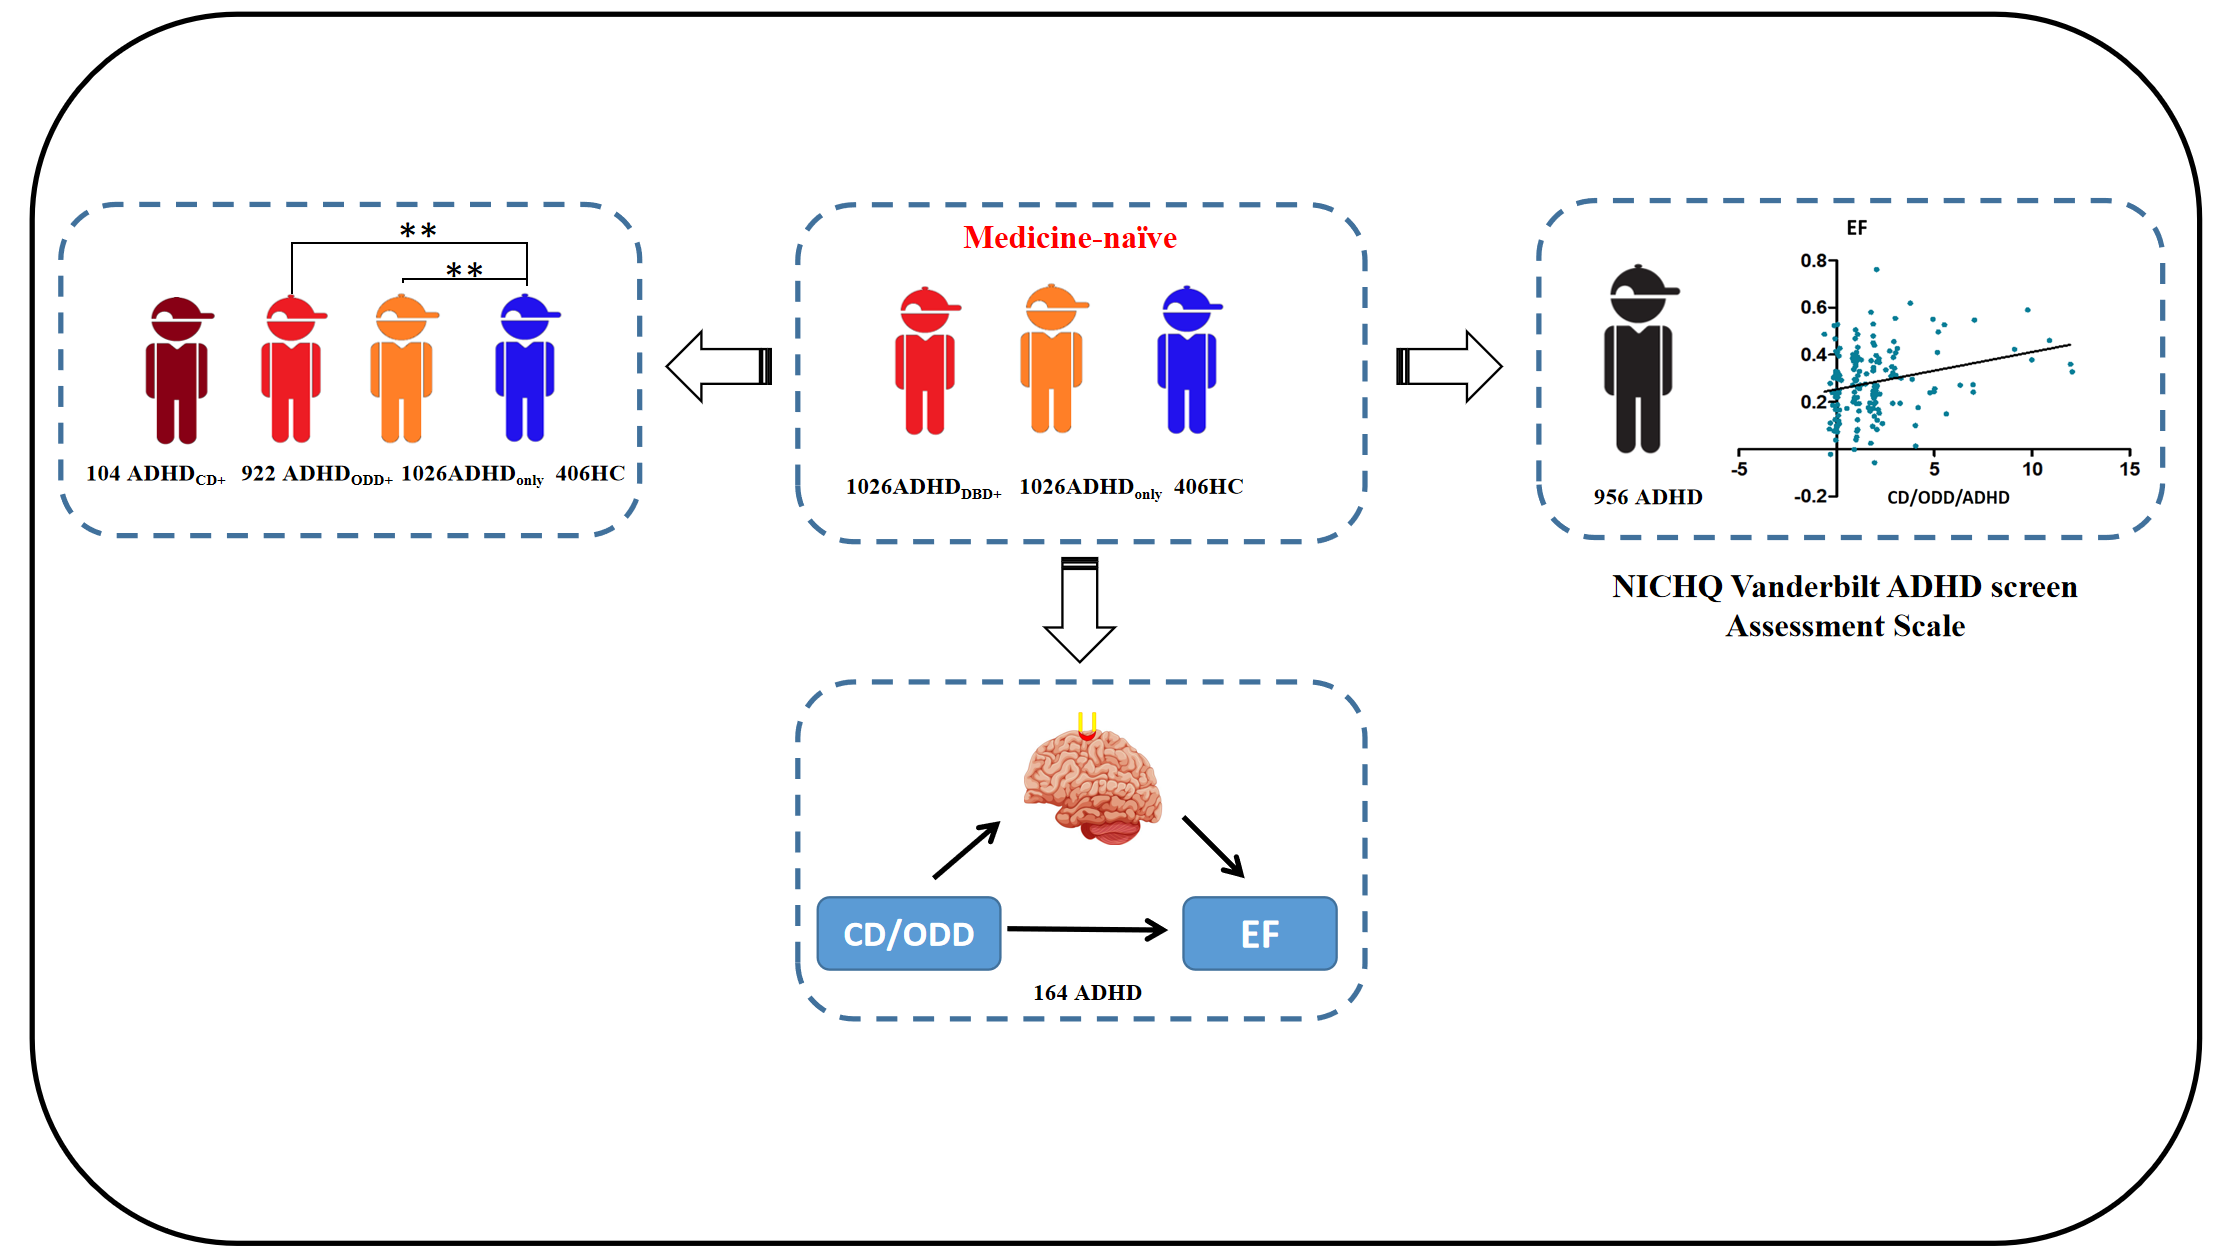 **
**
104 ADHDCD+ 922 ADHDODD+ 1026ADHDonly 406HC
Medicine-naïve
1026ADHDDBD+ 1026ADHDonly 406HC
EF
0.8
0.6
0.4
0.2
-0.2
-5 5 10 15
CD/ODD/ADHD
956 ADHD
NICHQ Vanderbilt ADHD screen
Assessment Scale
CD/ODD
EF
164 ADHD